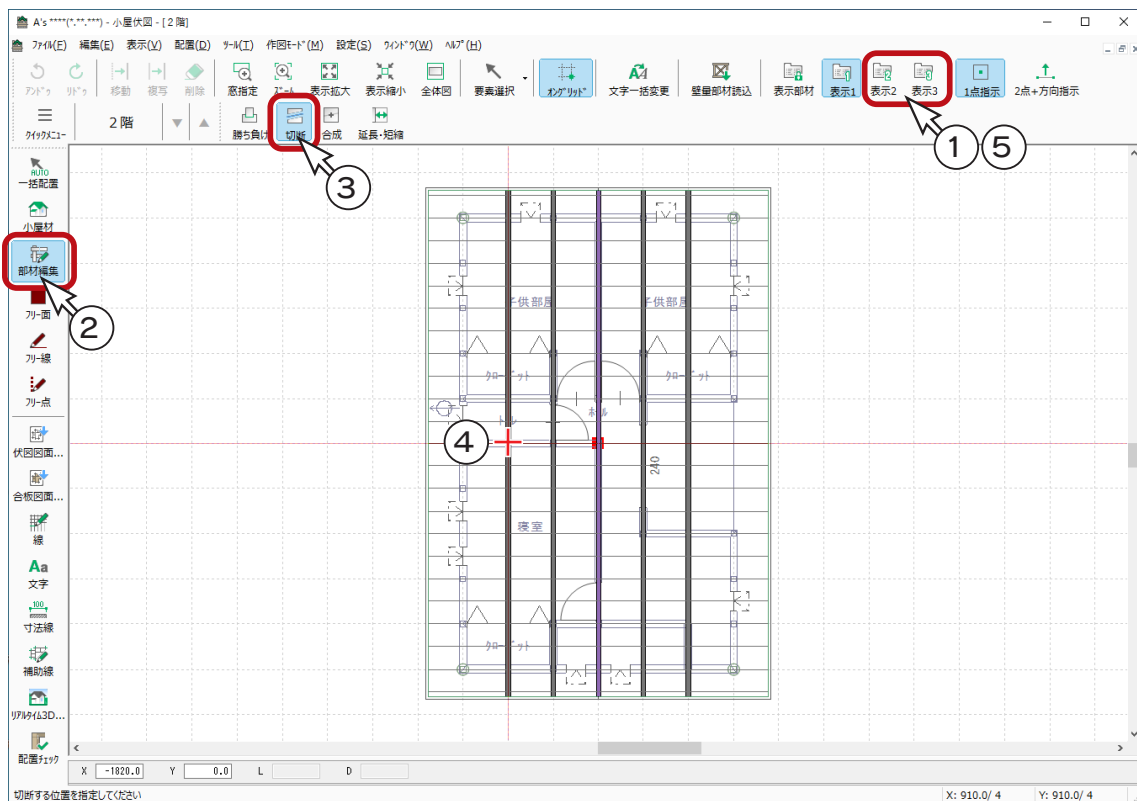 A's ****(*.**.***) - 小屋伏図 - [２階]
ﾌｧｲﾙ(F) 編集(E) 表示(V) 配置(D) ﾂｰﾙ(T) 作図ﾓｰﾄﾞ(M) 設定(S) ｳｨﾝﾄﾞｳ(W) ﾍﾙﾌﾟ(H)
ｱﾝﾄﾞｩ ﾘﾄﾞｩ 移動 複写 削除 窓指定 ｽﾞｰﾑ 表示拡大 表示縮小 全体図 要素選択 ｵﾝｸﾞﾘｯﾄﾞ 文字一括変更 壁量部材読込 表示部材 表示1 表示2 表示3 1点指示 2点+方向指示
ｸｲｯｸﾒﾆｭｰ 2 階 勝ち負け 切断 合成 延長・短縮
① ⑤
③
AUTO
一括配置
小屋材
部材編集
②
ﾌﾘｰ面
ﾌﾘｰ線
ﾌﾘｰ点
伏図図面...
合板図面...
線
Aa
文字
100
寸法線
補助線
ﾘｱﾙﾀｲﾑ3D...
配置ﾁｪｯｸ
子供部屋 子供部屋
ｸﾛｰｾﾞｯﾄ ｸﾛｰｾﾞｯﾄ
ﾄｲﾚ ﾎｰﾙ
④
240
寝室
ｸﾛｰｾﾞｯﾄ
X -1820.0 Y 0.0 L D
切断する位置を指定してください X: 910.0/ 4 Y: 910.0/ 4